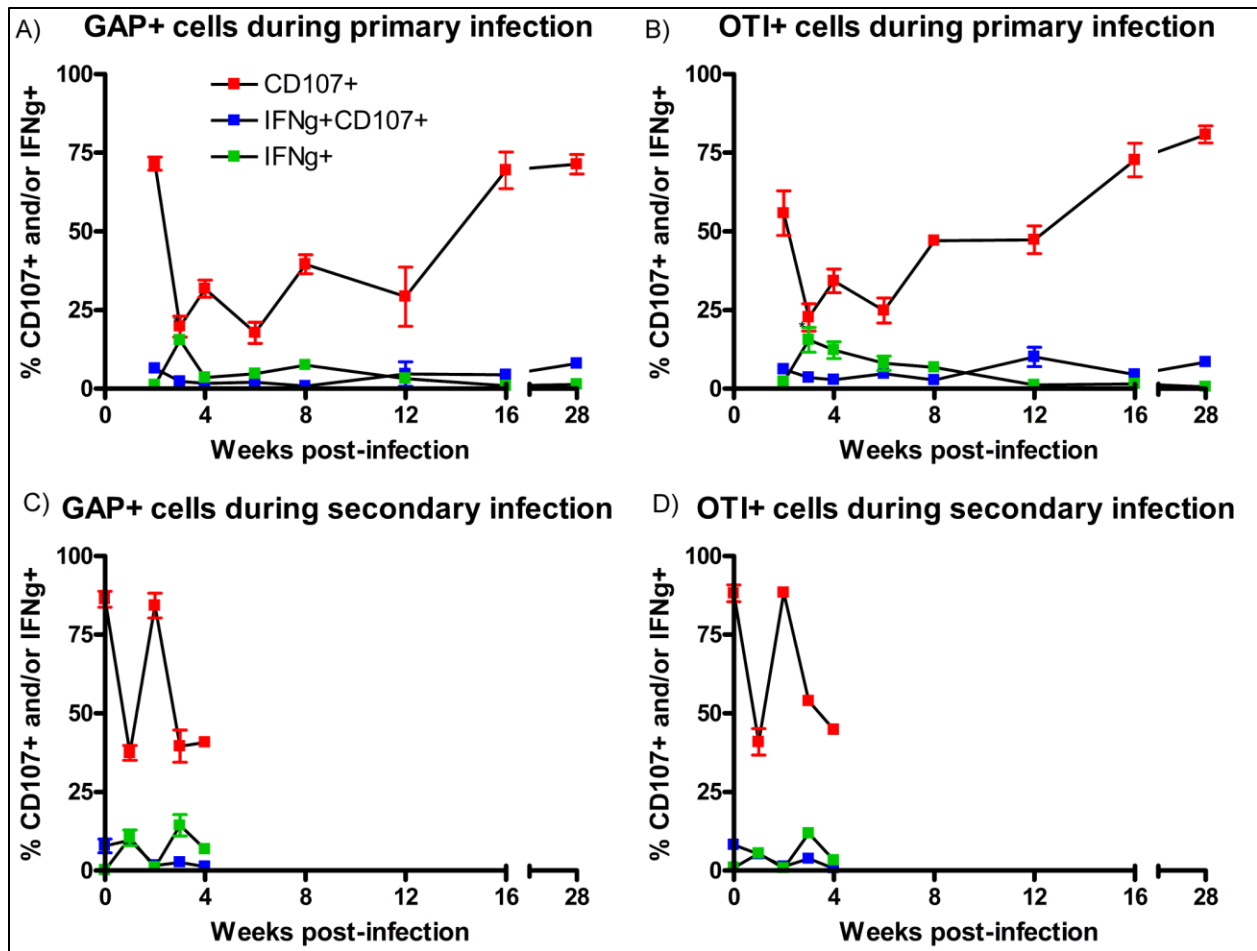 A) GAP+ cells during primary infection
% CD107+ and/or IFNg+
100
75
50
25
0
CD107+
IFNg+CD107+
IFNg+
0 4 8 12 16 28
Weeks post-infection
B) OTI+ cells during primary infection
% CD107+ and/or IFNg+
100
75
50
25
0
*
0 4 8 12 16 28
Weeks post-infection
C) GAP+ cells during secondary infection
% CD107+ and/or IFNg+
100
75
50
25
0
0 4 8 12 16 28
Weeks post-infection
D) OTI+ cells during secondary infection
% CD107+ and/or IFNg+
100
75
50
25
0
0 4 8 12 16 28
Weeks post-infection